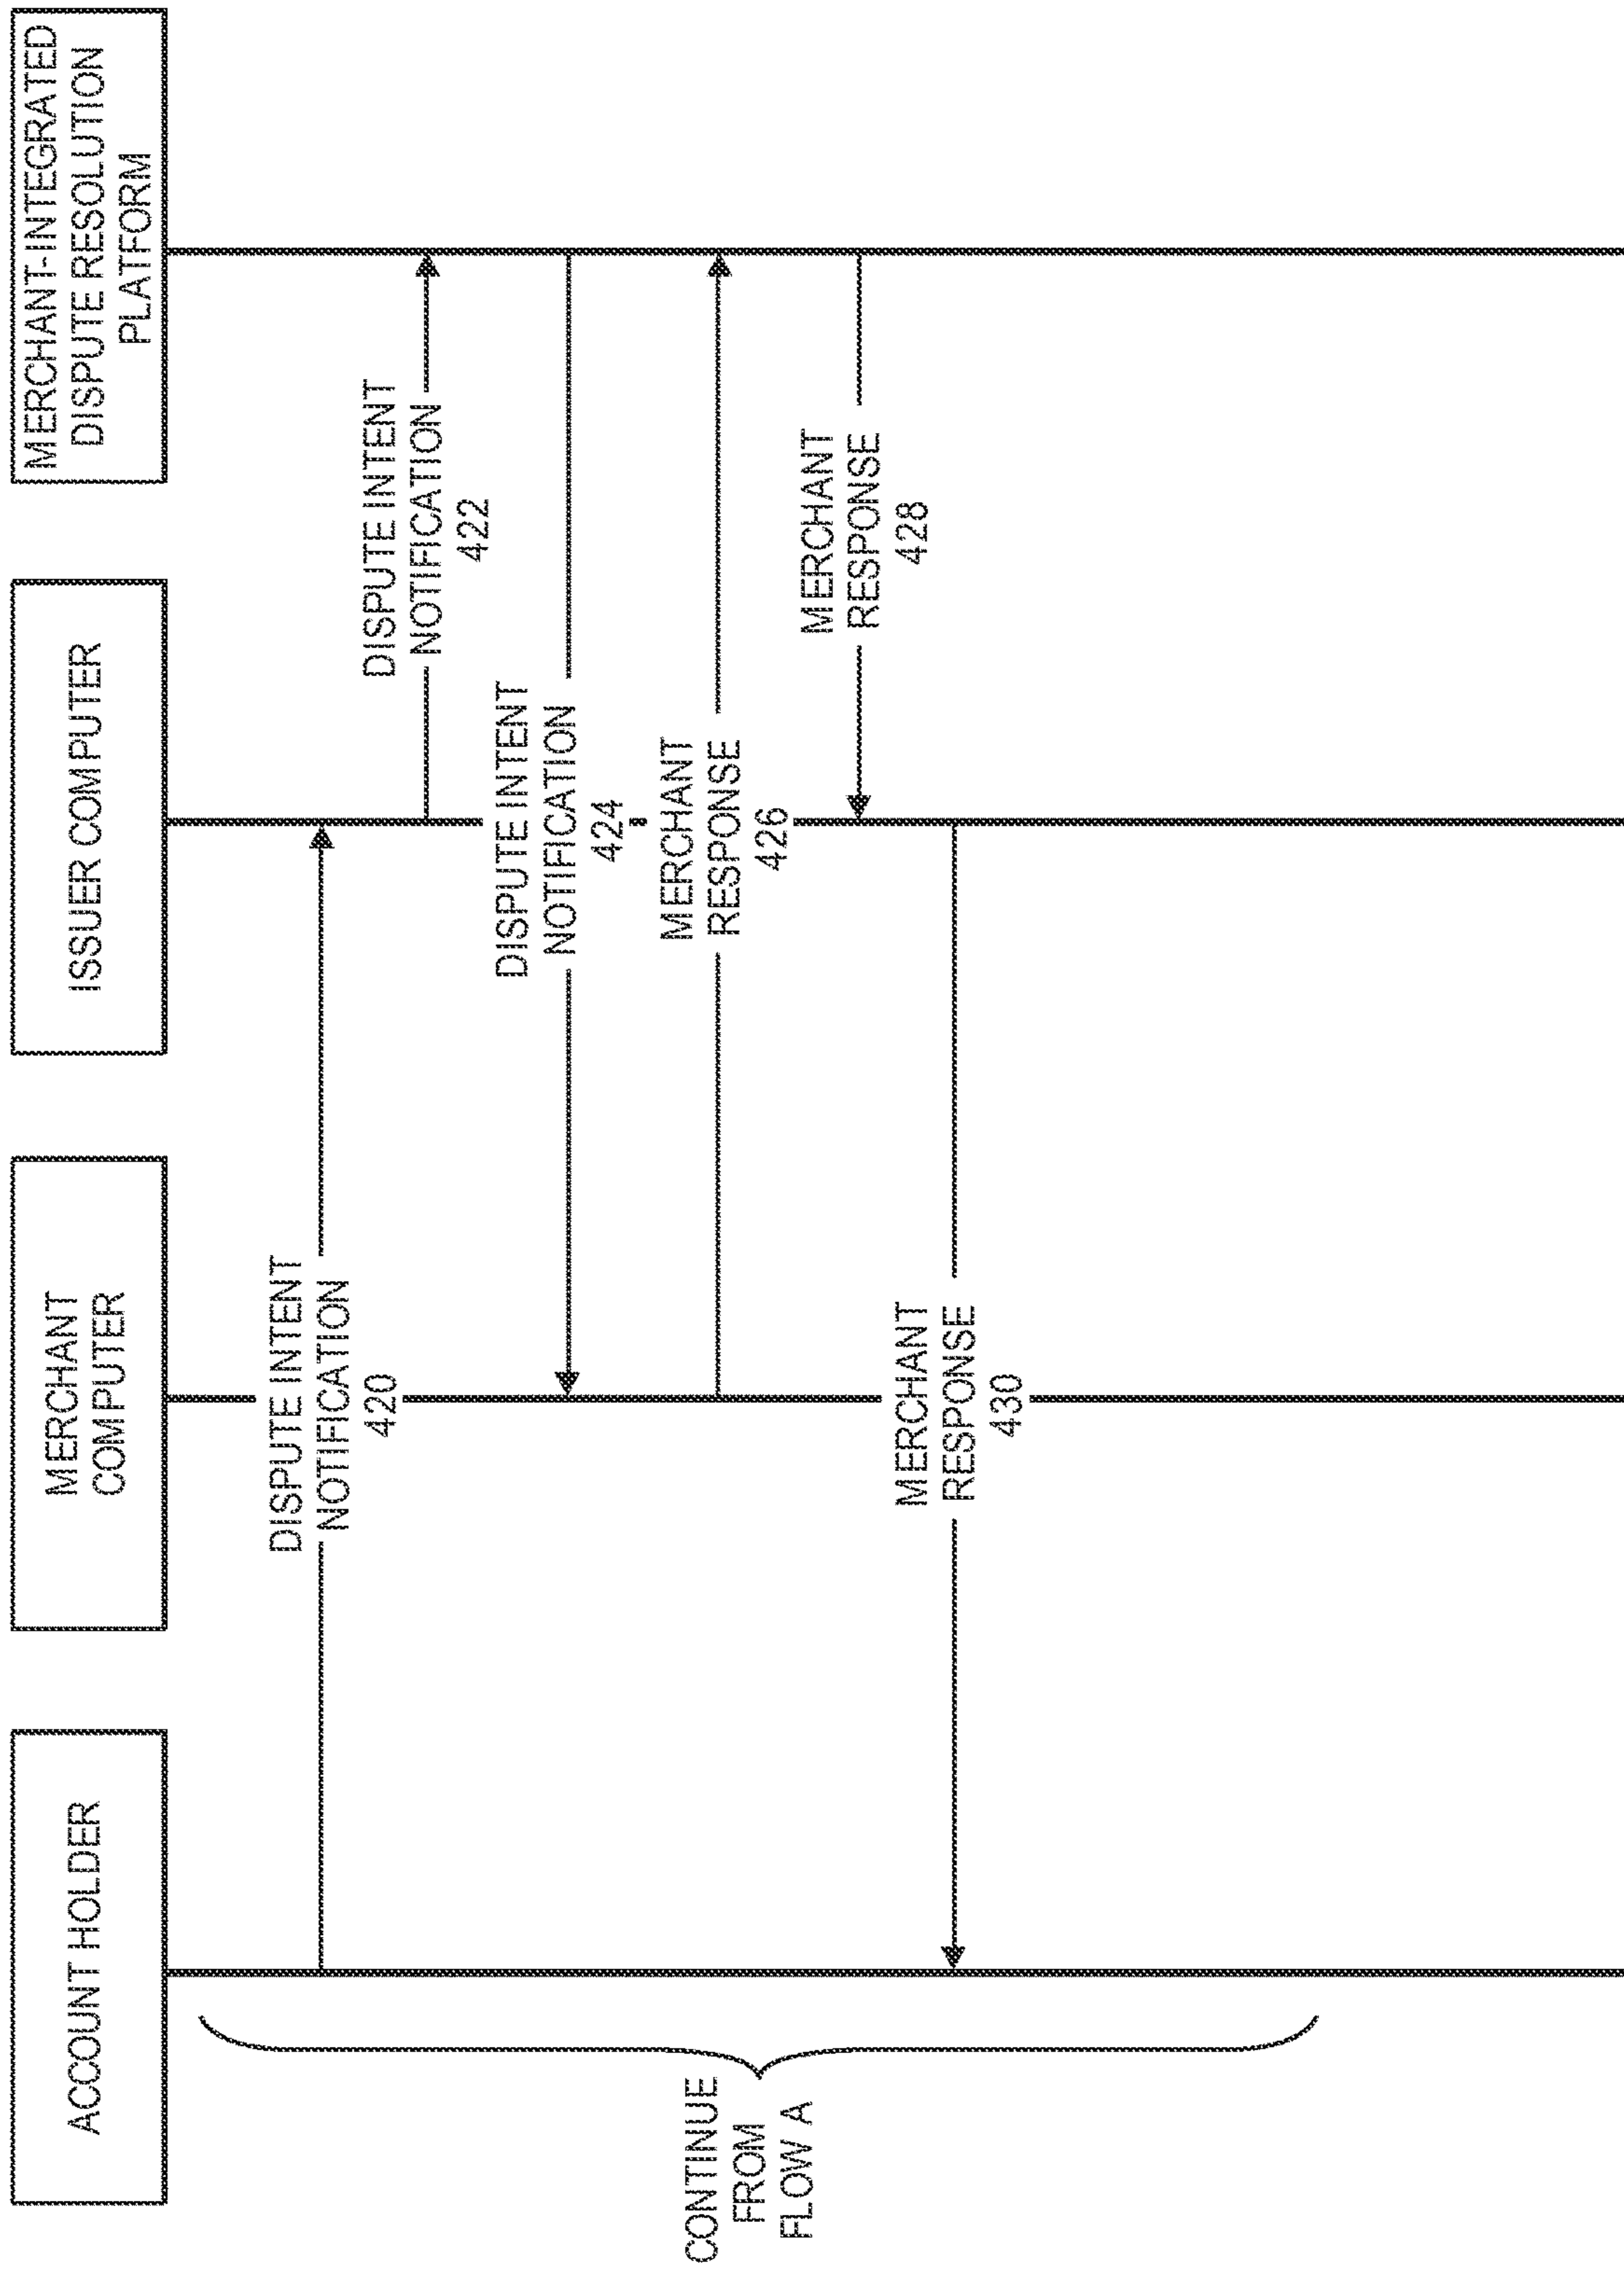 ACCOUNT HOLDER
MERCHANT
COMPUTER
ISSUER COMPUTER
MERCHANT-INTEGRATED
DISPUTE RESOLUTION
PLATFORM
CONTINUE
FROM
FLOW A
DISPUTE INTENT
NOTIFICATION
420
DISPUTE INTENT
NOTIFICATION
422
DISPUTE INTENT
NOTIFICATION
424
MERCHANT
RESPONSE
426
MERCHANT
RESPONSE
428
MERCHANT
RESPONSE
430